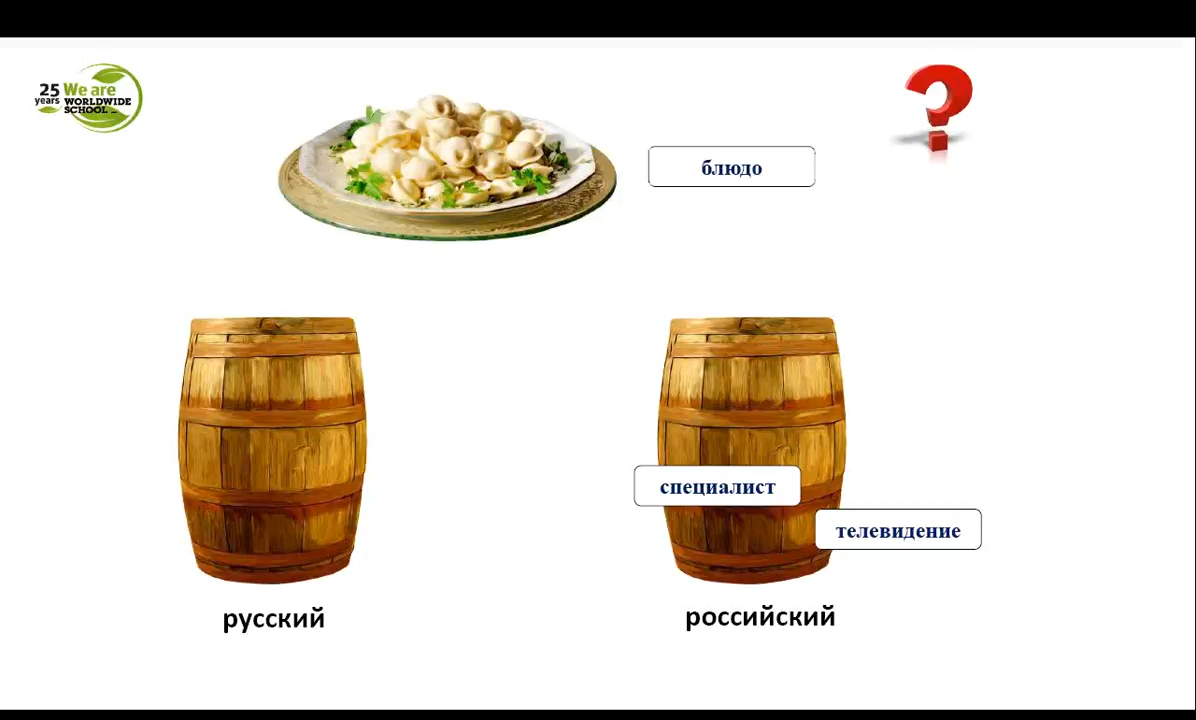 25 We are
years WORLDWIDE
SCHOOL ...
блюдо
специалист
телевидение
русский
российский